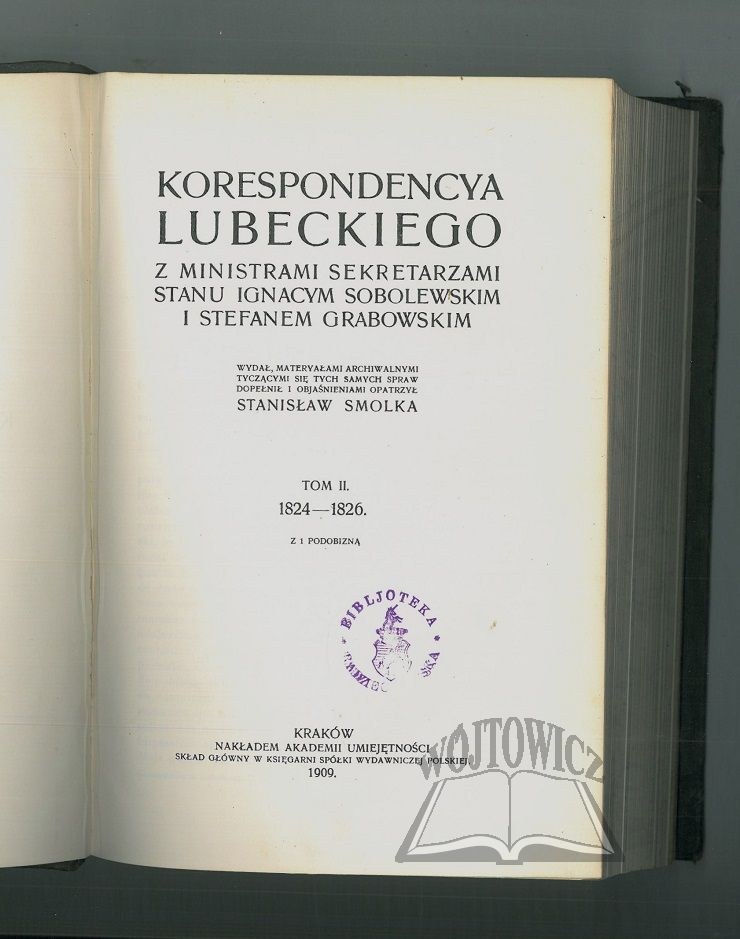 KORESPONDENCYA
LUBECKIEGO
Z MINISTRAMI SEKRETARZAMI
STANU IGNACYM SOBOLEWSKIM
I STEFANEM GRABOWSKIM
WYDAŁ, MATERYAŁAMI ARCHIWALNYMI
TYCZĄCYMI SIĘ TYCH SAMYCH SPRAW
DOPEŁNIŁ I OBJAŚNIENIAMI OPATRZYŁ
STANISŁAW SMOLKA
TOM II.
1824—1826.
Z 1 PODOBIZNĄ
* BIBLJOTEKA *
KRAKÓW
NAKŁADEM AKADEMII UMIEJĘTNOŚCI
SKŁAD GŁÓWNY W KSIĘGARNI SPÓŁKI WYDAWNICZEJ POLSKIEJ.
1909.
WÓJTOWICZ